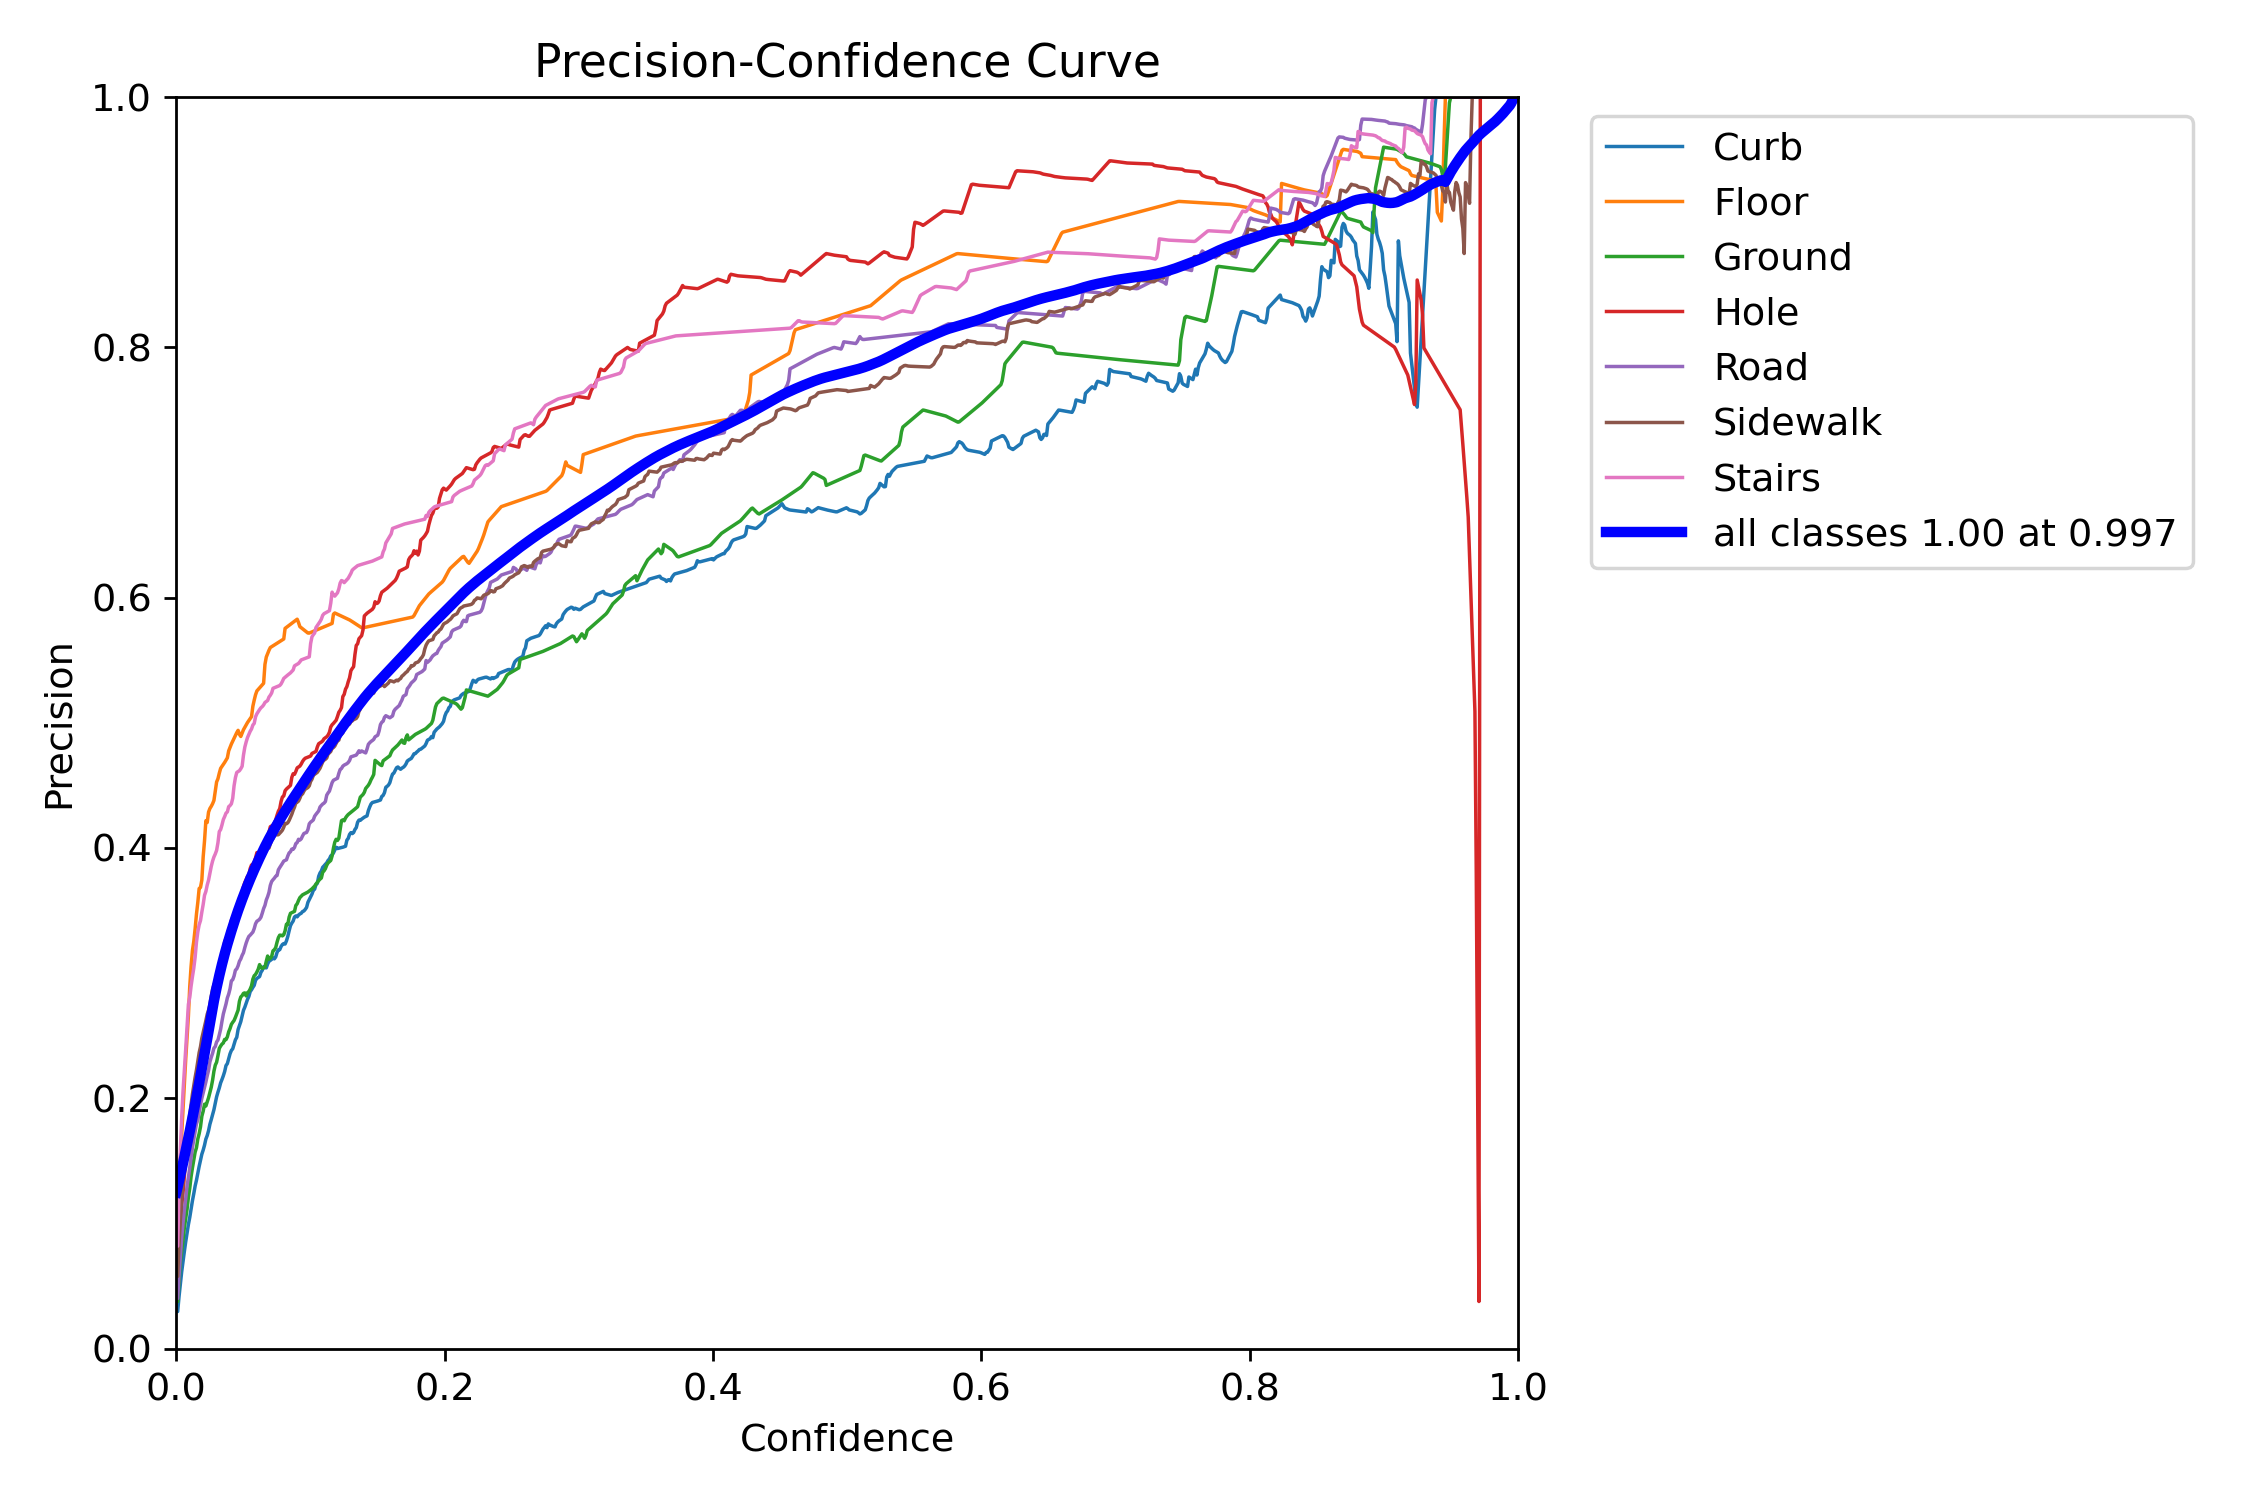 Precision-Confidence Curve
1.0
0.8
0.6
0.4
0.2
0.0
Precision
0.0 0.2 0.4 0.6 0.8 1.0
Confidence
Curb
Floor
Ground
Hole
Road
Sidewalk
Stairs
all classes 1.00 at 0.997